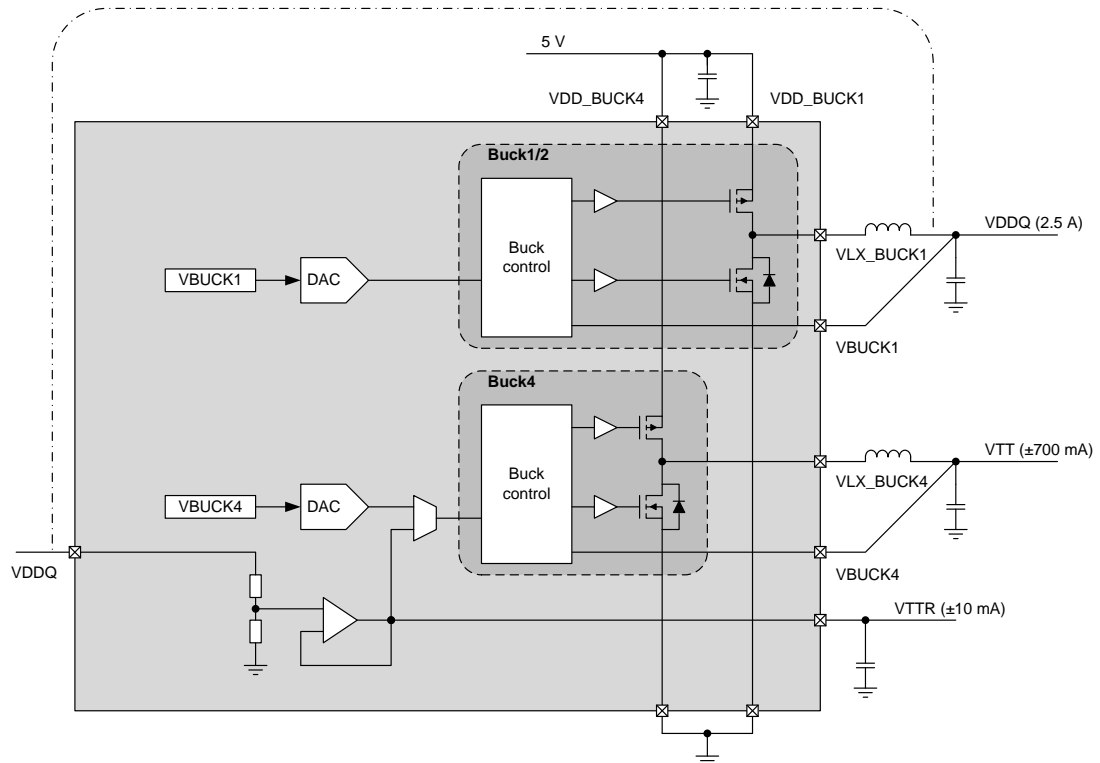 5 V
VDD_BUCK4
VDD_BUCK1
Buck1/2
Buck
control
VBUCK1
DAC
VDDQ (2.5 A)
VLX_BUCK1
VBUCK1
Buck4
Buck
control
VBUCK4
DAC
VTT (±700 mA)
VLX_BUCK4
VBUCK4
VDDQ
VTTR (±10 mA)